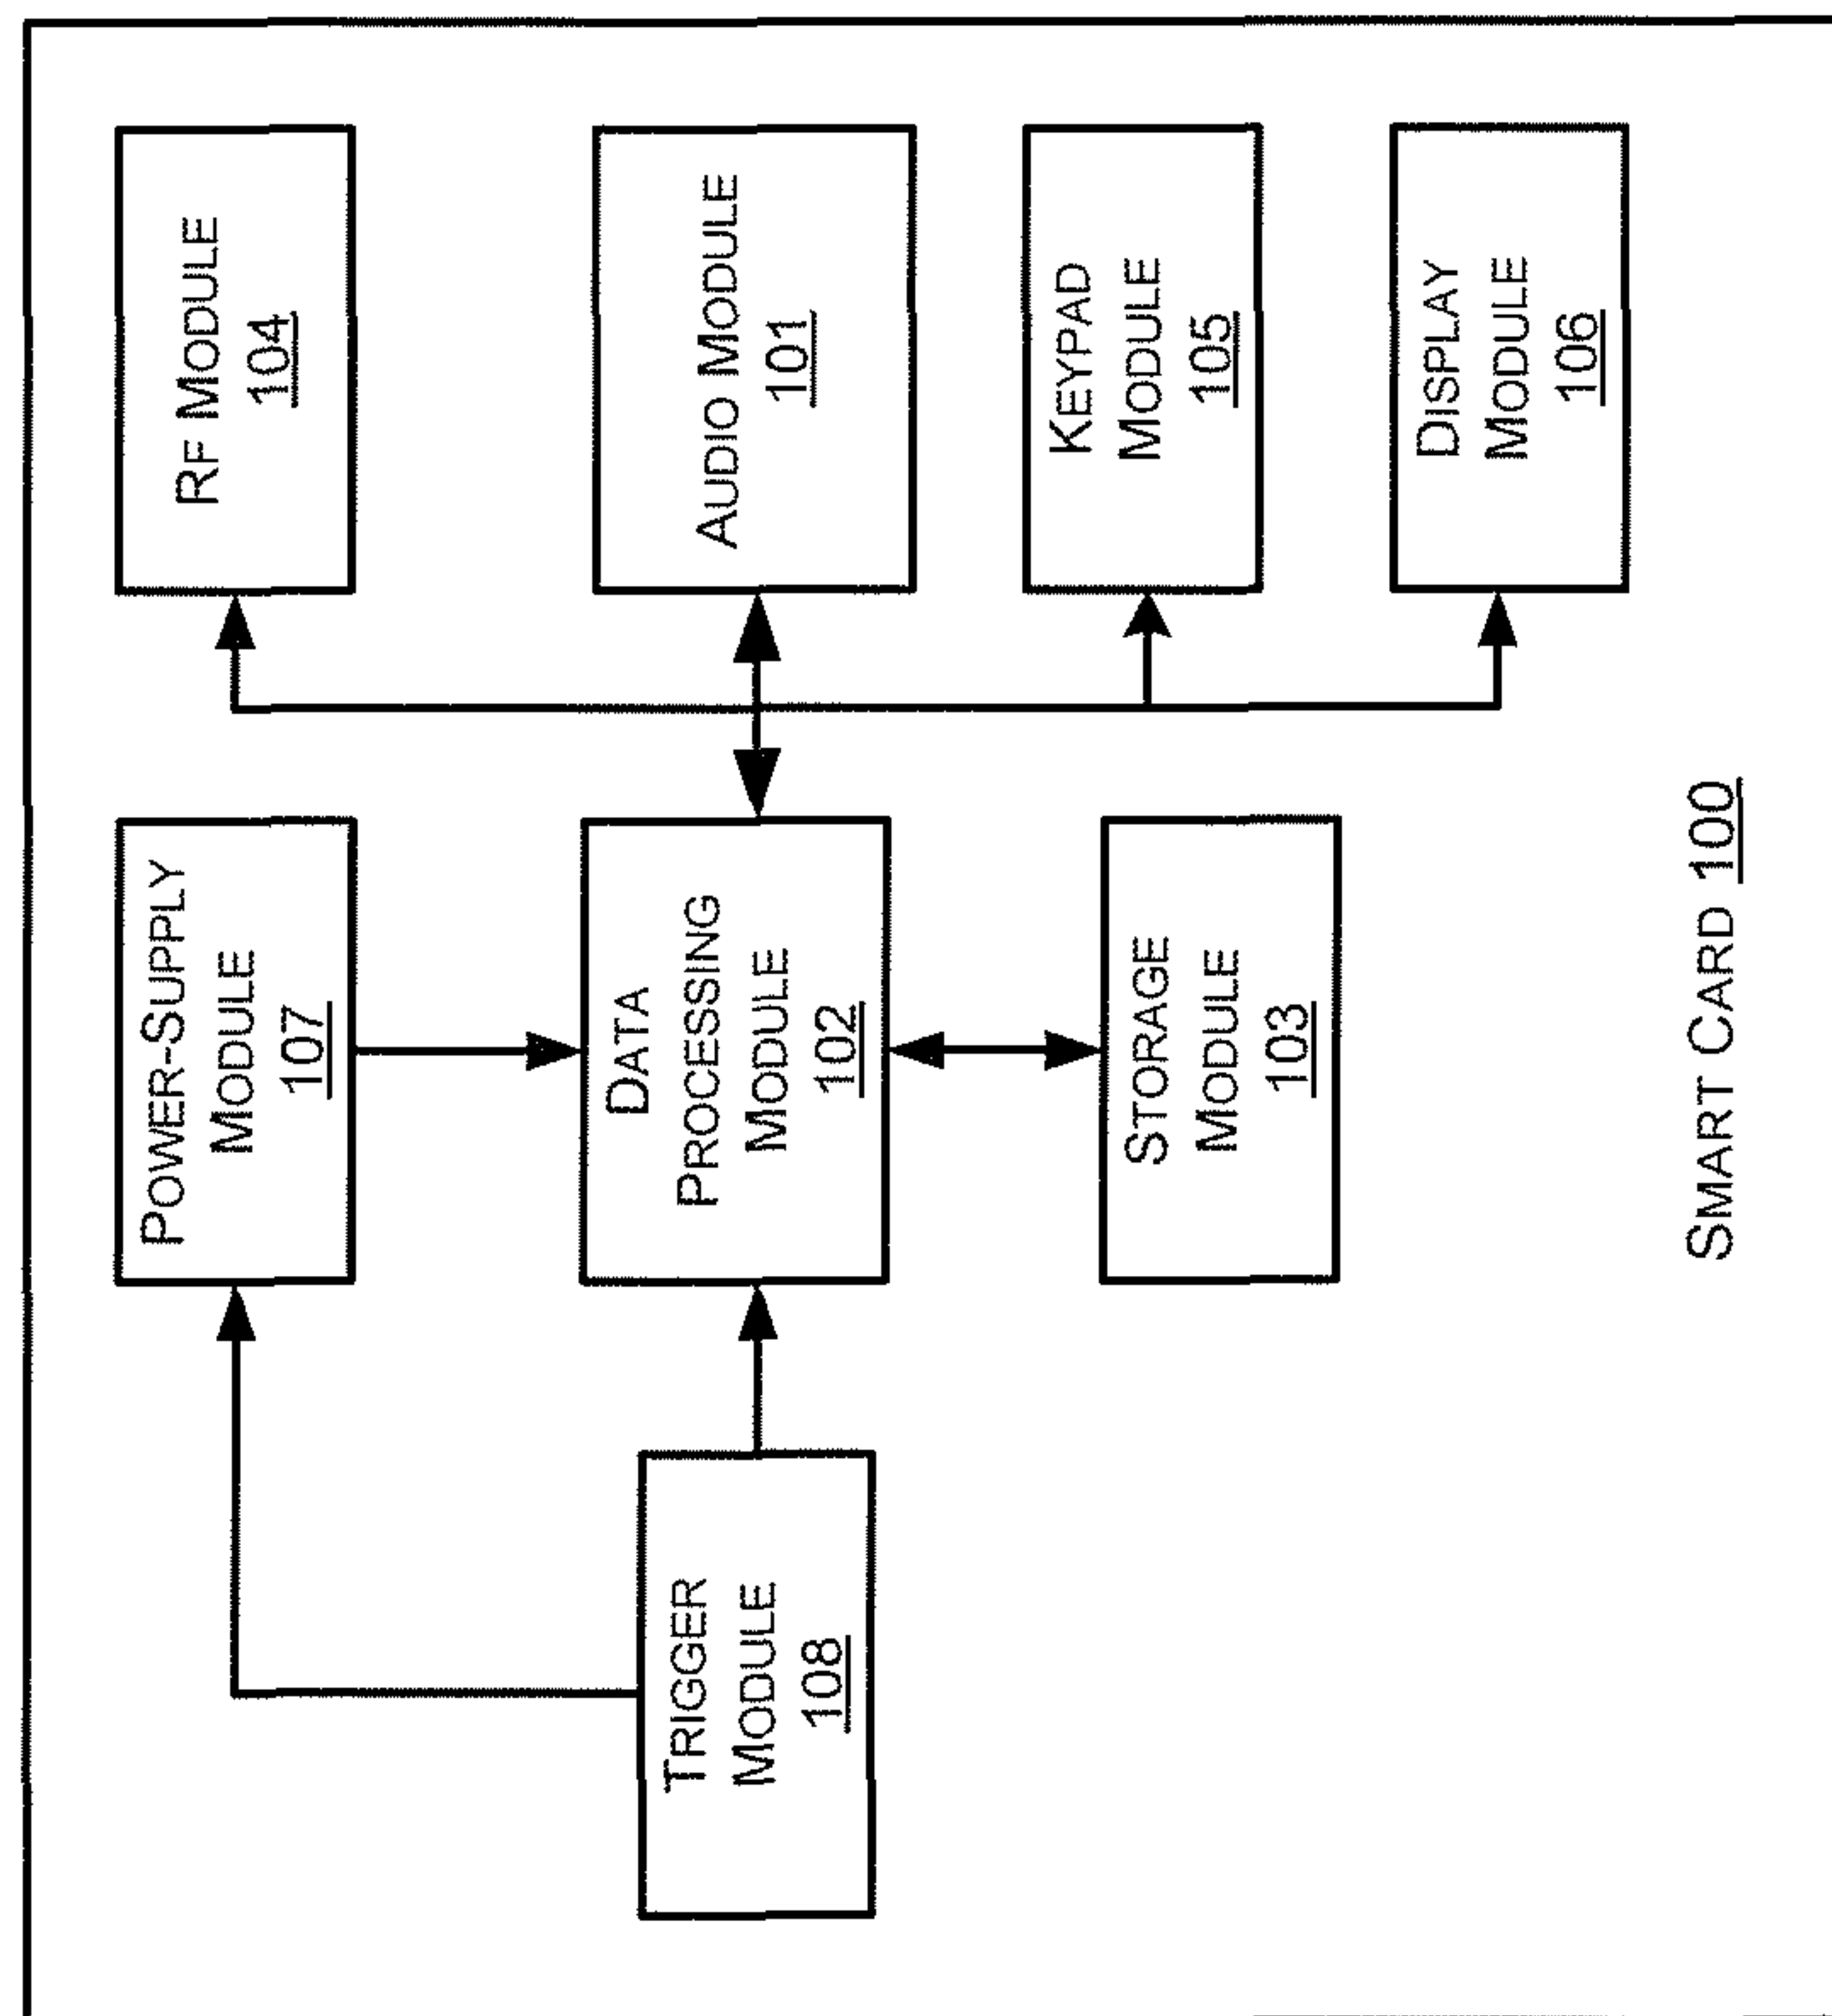 POWER-SUPPLY
MODULE
107
RF MODULE
104
TRIGGER
MODULE
108
DATA
PROCESSING
MODULE
102
AUDIO MODULE
101
STORAGE
MODULE
103
KEYPAD
MODULE
105
DISPLAY
MODULE
106
SMART CARD 100